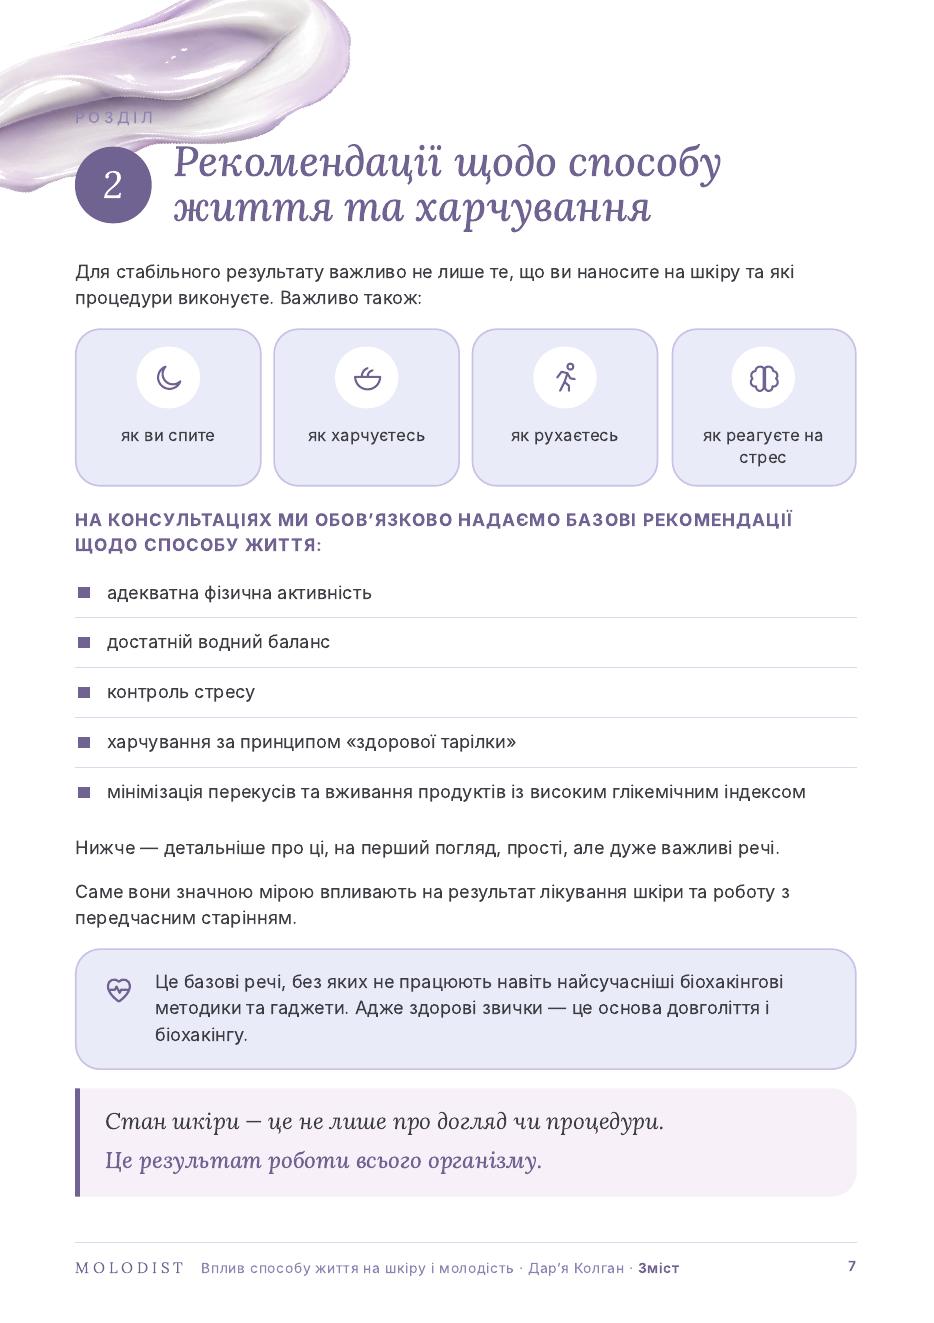 РОЗДІЛ
2
Рекомендації щодо способу
життя та харчування
Для стабільного результату важливо не лише те, що ви наносите на шкіру та які
процедури виконуєте. Важливо також:
як ви спите
як харчуєтесь
як рухаєтесь
як реагуєте на
стрес
НА КОНСУЛЬТАЦІЯХ МИ ОБОВ’ЯЗКОВО НАДАЄМО БАЗОВІ РЕКОМЕНДАЦІЇ
ЩОДО СПОСОБУ ЖИТТЯ:
адекватна фізична активність
достатній водний баланс
контроль стресу
харчування за принципом «здорової тарілки»
мінімізація перекусів та вживання продуктів із високим глікемічним індексом
Нижче — детальніше про ці, на перший погляд, прості, але дуже важливі речі.
Саме вони значною мірою впливають на результат лікування шкіри та роботу з
передчасним старінням.
Це базові речі, без яких не працюють навіть найсучасніші біохакінгові
методики та гаджети. Адже здорові звички — це основа довголіття і
біохакінгу.
Стан шкіри — це не лише про догляд чи процедури.
Це результат роботи всього організму.
MOLODIST Вплив способу життя на шкіру і молодість · Дар’я Колган · Зміст 7